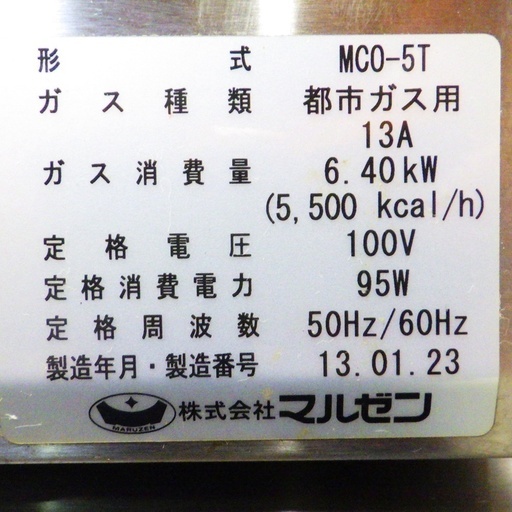 形式 MCO-5T
ガス種類 都市ガス用
13A
ガス消費量 6.40kW
(5,500 kcal/h)
定格電圧 100V
定格消費電力 95W
定格周波数 50Hz/60Hz
製造年月・製造番号 13.01.23
MARUZEN 株式会社マルゼン